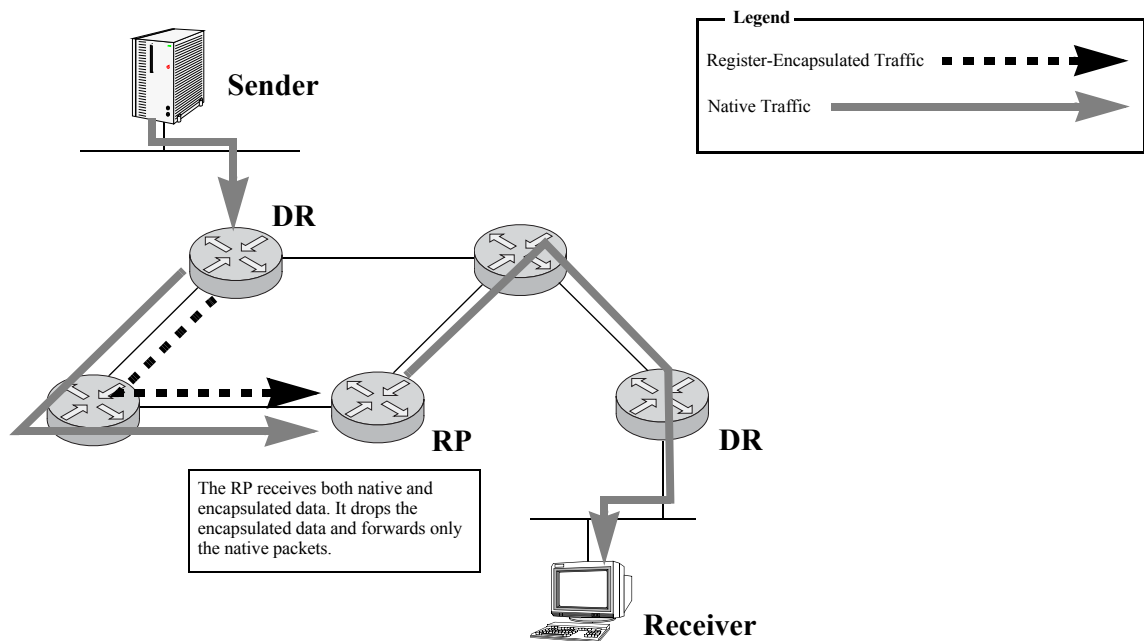 Legend
Register-Encapsulated Traffic
Native Traffic
Sender
DR
RP
DR
The RP receives both native and
encapsulated data. It drops the
encapsulated data and forwards only
the native packets.
Receiver